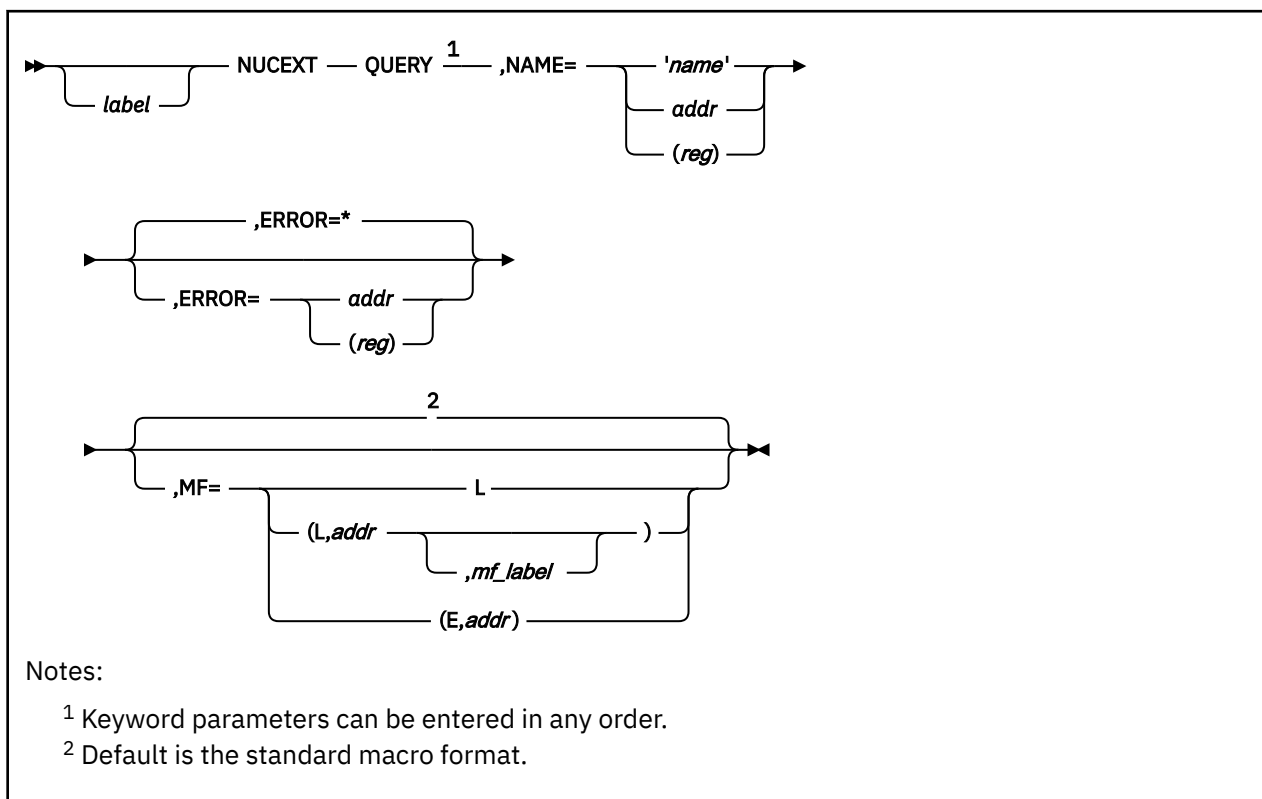 1
NUCEXT QUERY ,NAME= 'name'
label addr
(reg)
,ERROR=*
,ERROR= addr
(reg)
2
,MF= L
(L,addr )
,mf_label
(E,addr)
Notes:
1 Keyword parameters can be entered in any order.
2 Default is the standard macro format.